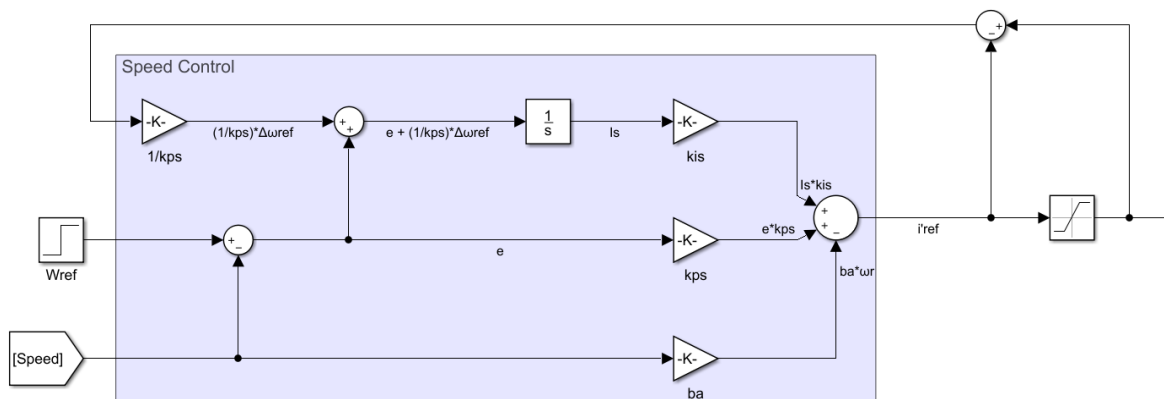 Speed Control
-K-
(1/kps)*Δωref
e + (1/kps)*Δωref
1
s
Is
-K-
1/kps
kis
Is*kis
Wref
e
-K-
e*kps
i'ref
kps
ba*ωr
[Speed]
-K-
ba